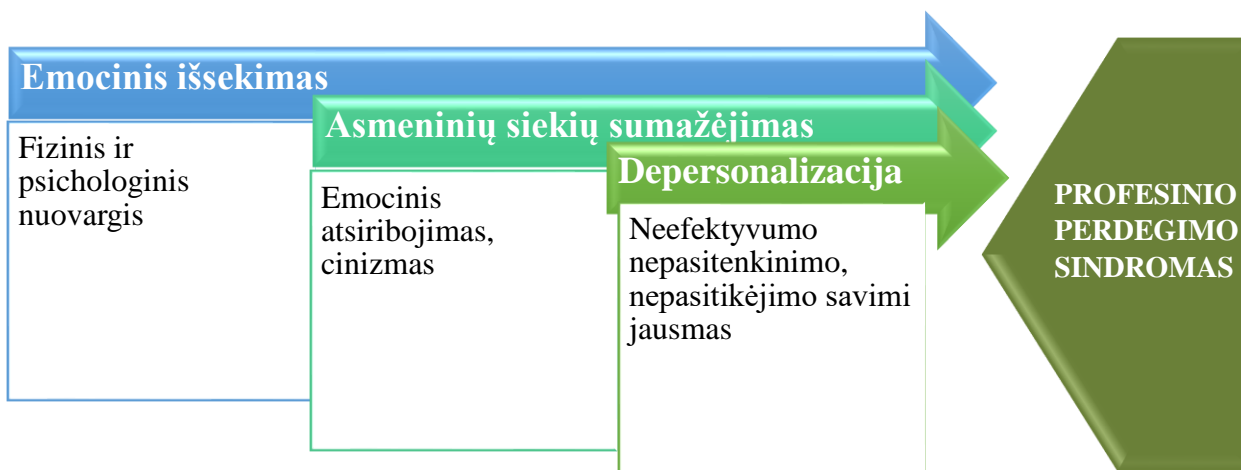 Emocinis išsekimas
Fizinis ir
psichologinis
nuovargis
Asmeninių siekių sumažėjimas
Emocinis
atsiribojimas,
cinizmas
Depersonalizacija
Neefektyvumo
nepasitenkinimo,
nepasitikėjimo savimi
jausmas
PROFESINIO
PERDEGIMO
SINDROMAS